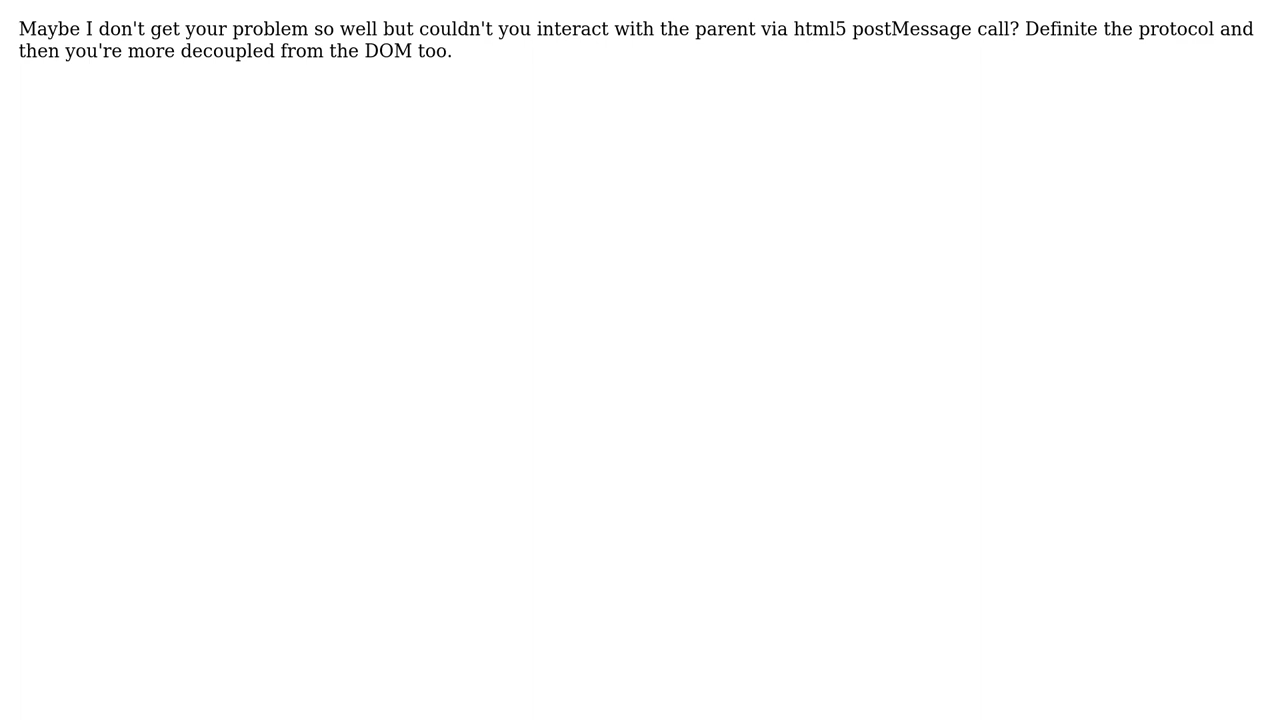 Maybe I don't get your problem so well but couldn't you interact with the parent via html5 postMessage call? Definite the protocol and
then you're more decoupled from the DOM too.